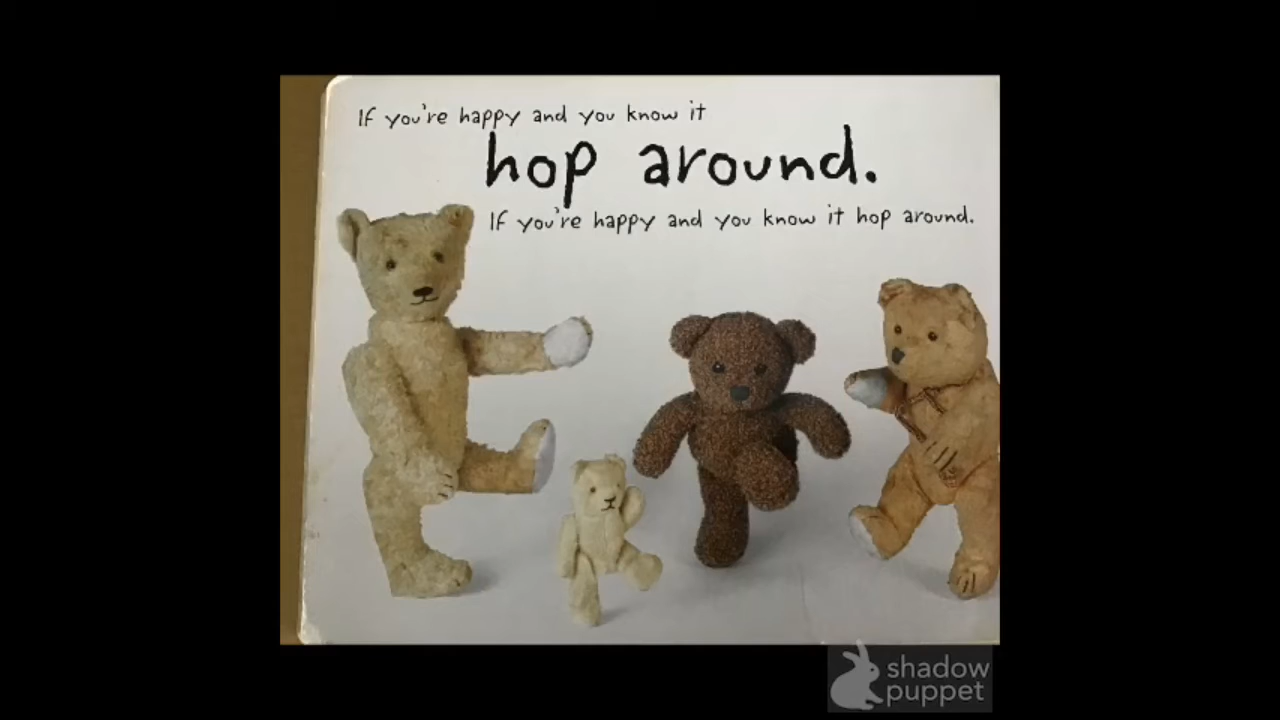 If you're happy and you know it
hop around.
If you're happy and you know it hop around.
shadow
puppet